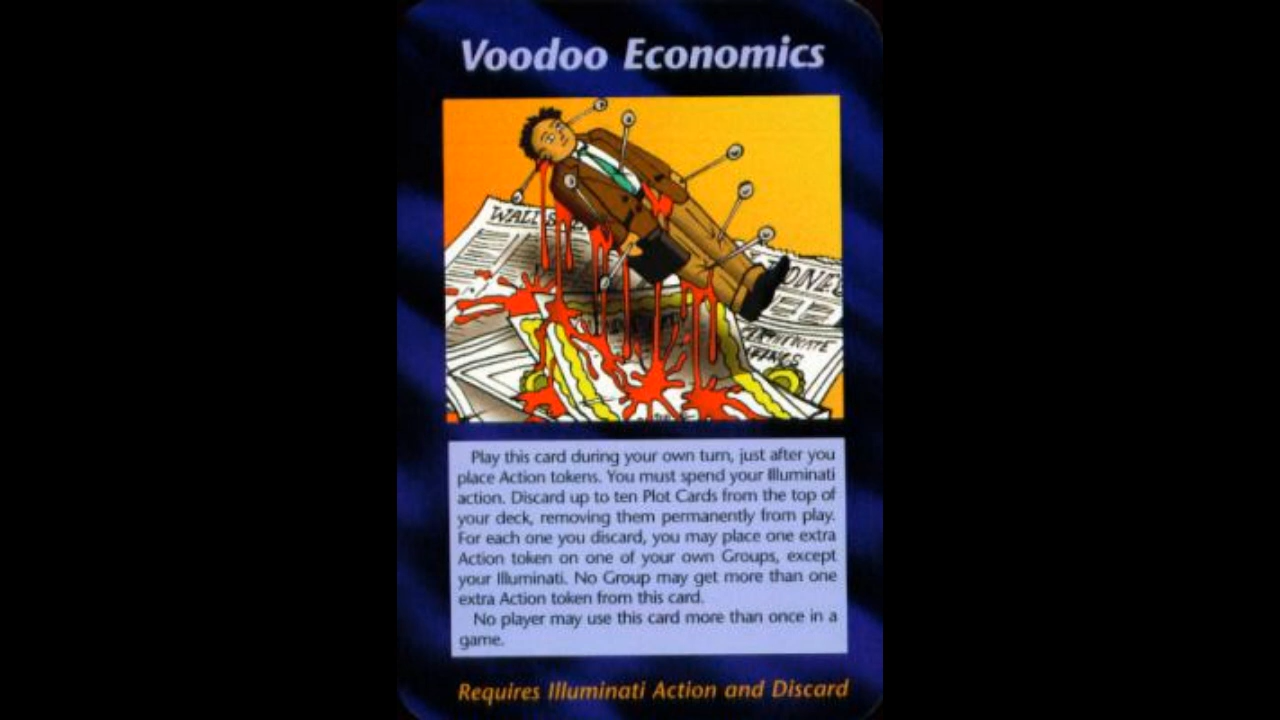 Voodoo Economics
WALL S
ONEY
Play this card during your own turn, just after you
place Action tokens. You must spend your Illuminati
action. Discard up to ten Plot Cards from the top of
your deck, removing them permanently from play.
For each one you discard, you may place one extra
Action token on one of your own Groups, except
your Illuminati. No Group may get more than one
extra Action token from this card.
No player may use this card more than once in a
game.
Requires Illuminati Action and Discard